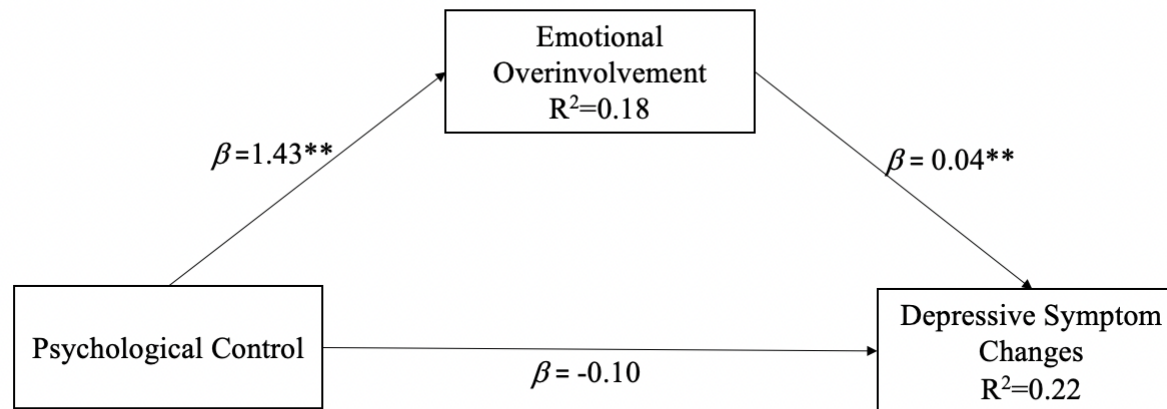 Emotional
Overinvolvement
R²=0.18
β=1.43**
β= 0.04**
Psychological Control
β= -0.10
Depressive Symptom
Changes
R²=0.22